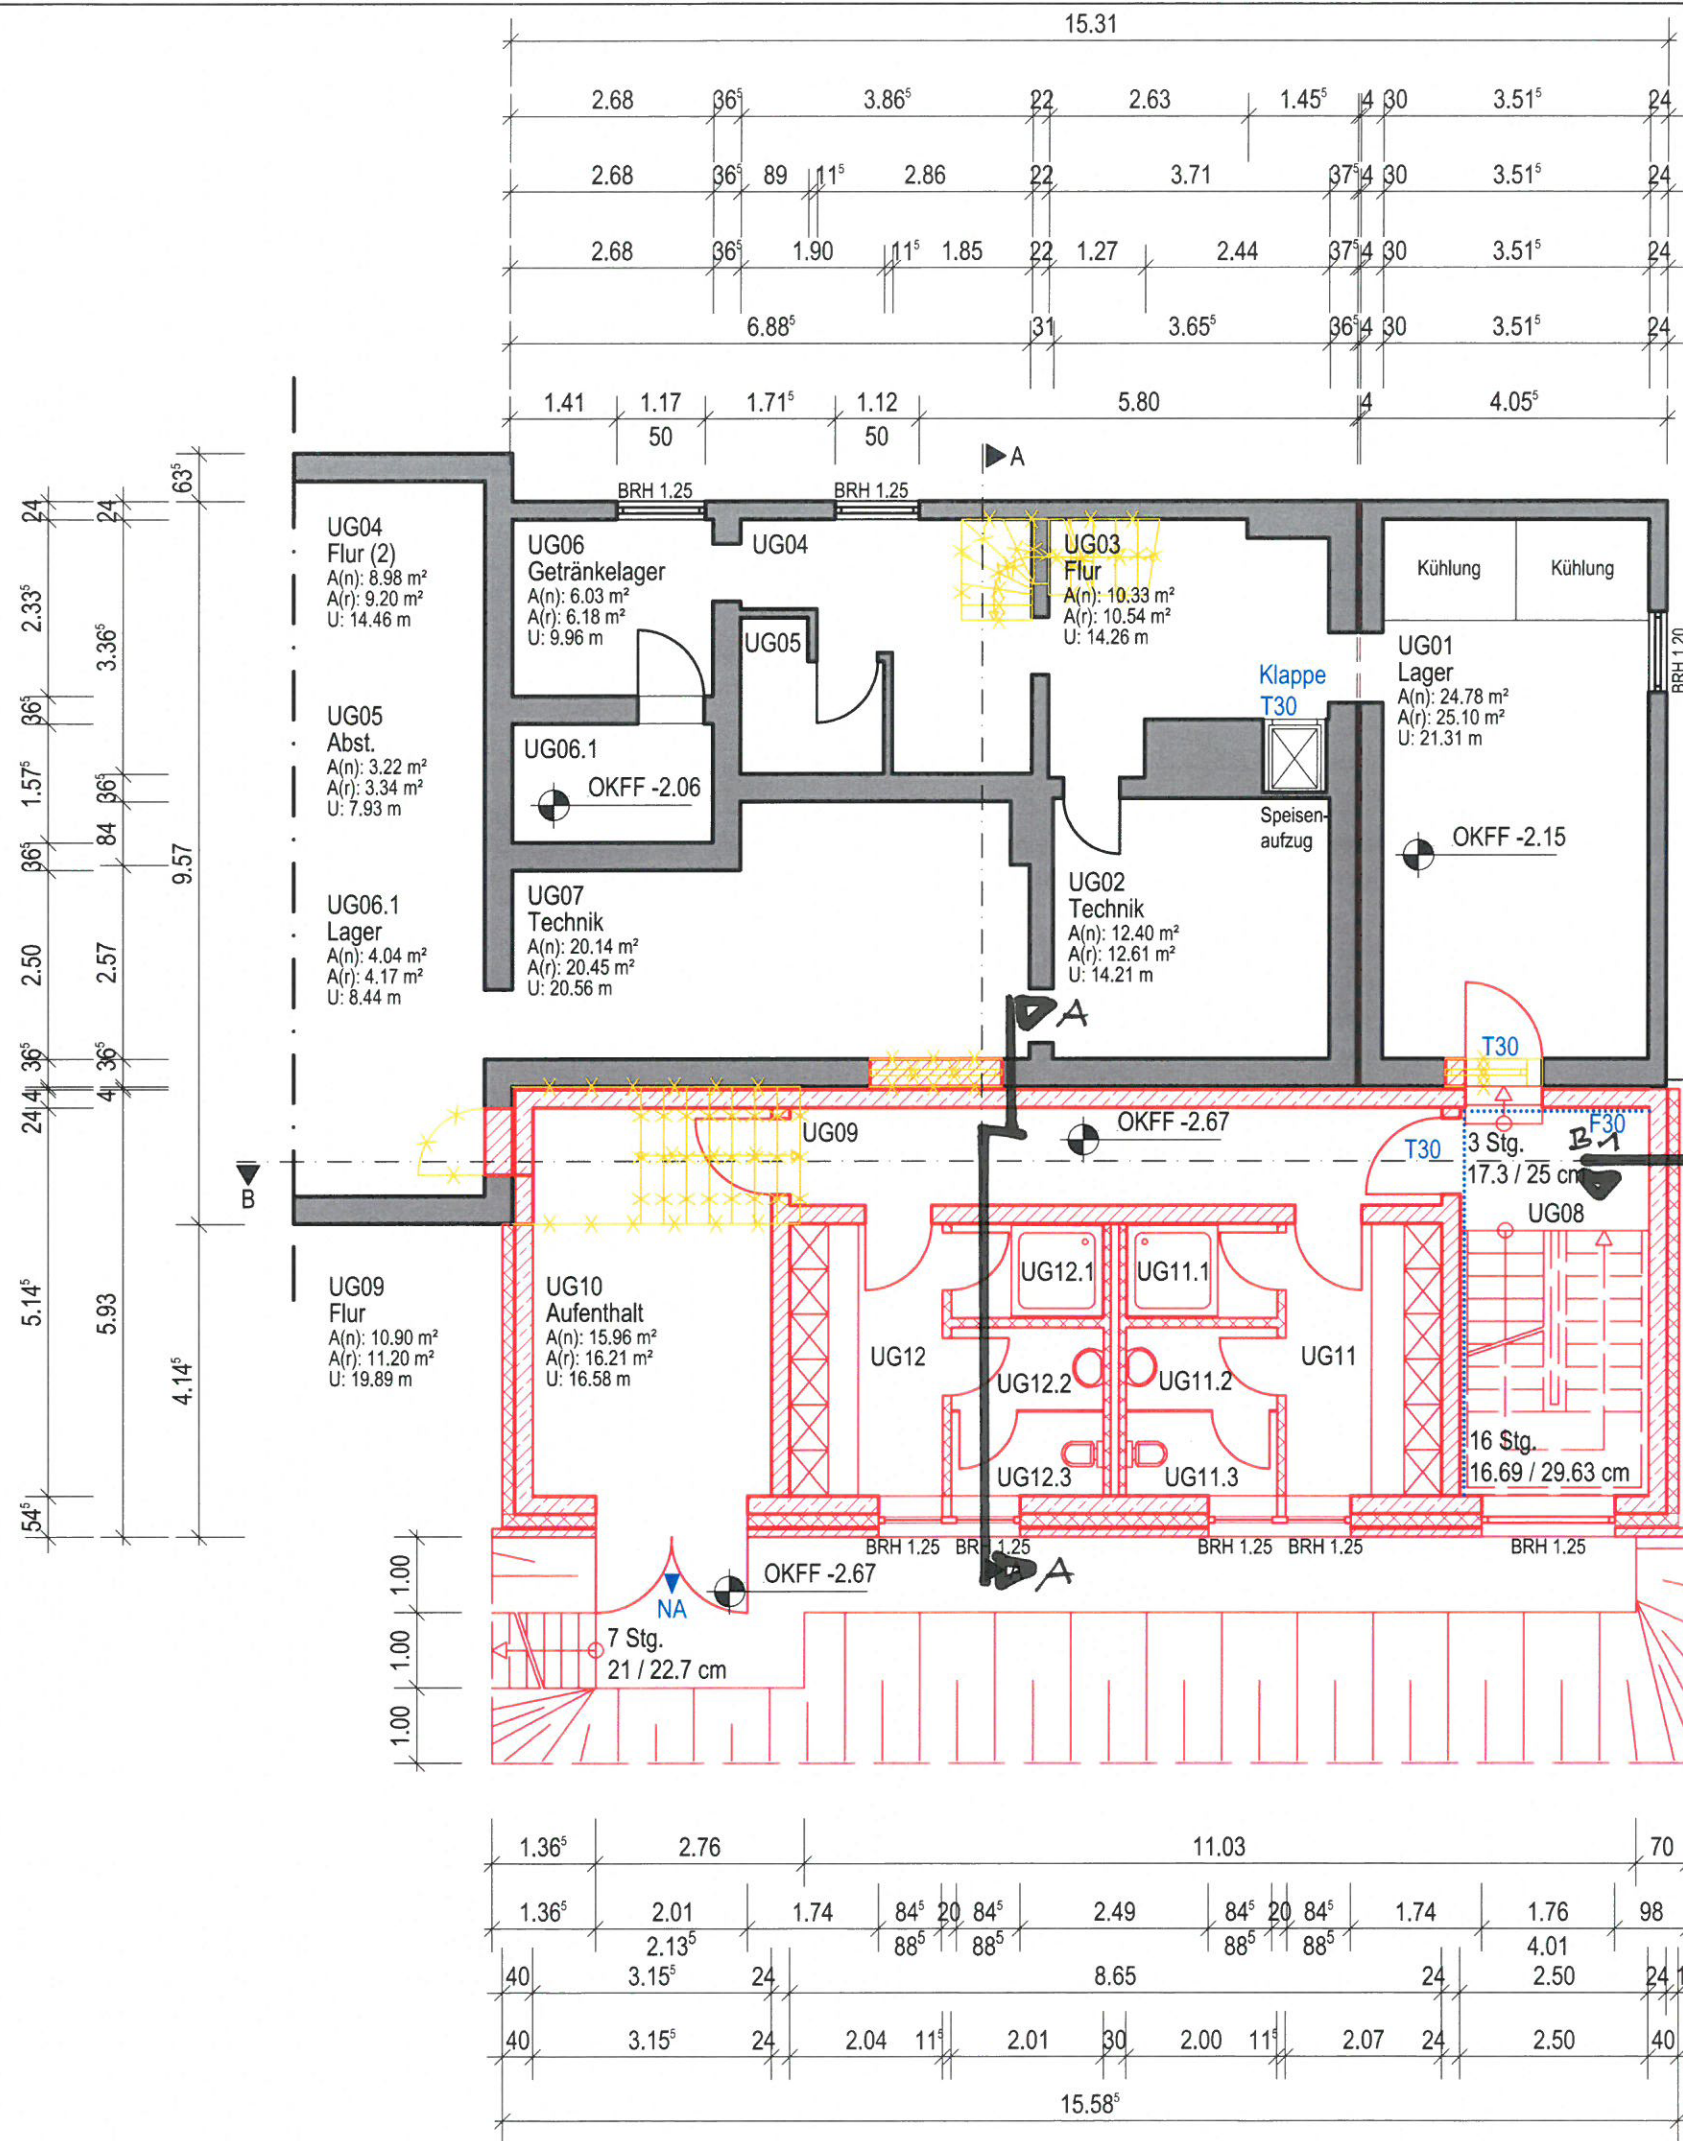 15.31
2.68 36⁵ 3.86⁵ 22 2.63 1.45⁵ 4 30 3.51⁵ 24
2.68 36⁵ 89 11⁵ 2.86 22 3.71 37⁵ 4 30 3.51⁵ 24
2.68 36⁵ 1.90 11⁵ 1.85 22 1.27 2.44 37⁵ 4 30 3.51⁵ 24
6.88⁵ 31 3.65⁵ 36⁵ 4 30 3.51⁵ 24
1.41 1.17 1.71⁵ 1.12 5.80 4 4.05⁵
50 50
A
BRH 1.25 BRH 1.25
24 2.33⁵ 36⁵ 1.57⁵ 36⁵ 2.50 36⁵ 4 24 5.14⁵ 54⁵
24 3.36⁵ 36⁵ 84 2.57 36⁵ 4 5.93
63⁵ 9.57 4.14⁵
UG04
Flur (2)
A(n): 8.98 m²
A(r): 9.20 m²
U: 14.46 m
UG06
Getränkelager
A(n): 6.03 m²
A(r): 6.18 m²
U: 9.96 m
UG04
UG03
Flur
A(n): 10.33 m²
A(r): 10.54 m²
U: 14.26 m
Kühlung Kühlung
UG05
BRH 1.20
UG01
Lager
A(n): 24.78 m²
A(r): 25.10 m²
U: 21.31 m
Klappe
T30
UG05
Abst.
A(n): 3.22 m²
A(r): 3.34 m²
U: 7.93 m
UG06.1
OKFF -2.06
Speisen-
aufzug
OKFF -2.15
UG06.1
Lager
A(n): 4.04 m²
A(r): 4.17 m²
U: 8.44 m
UG07
Technik
A(n): 20.14 m²
A(r): 20.45 m²
U: 20.56 m
UG02
Technik
A(n): 12.40 m²
A(r): 12.61 m²
U: 14.21 m
A
T30
UG09
OKFF -2.67
T30
F30
B-1
3 Stg.
17.3 / 25 cm
B
UG08
UG09
Flur
A(n): 10.90 m²
A(r): 11.20 m²
U: 19.89 m
UG10
Aufenthalt
A(n): 15.96 m²
A(r): 16.21 m²
U: 16.58 m
UG12.1 UG11.1
UG12 UG11
UG12.2 UG11.2
UG12.3 UG11.3
16 Stg.
16.69 / 29.63 cm
BRH 1.25 BRH 1.25 BRH 1.25 BRH 1.25 BRH 1.25
A
OKFF -2.67
NA
7 Stg.
21 / 22.7 cm
1.00
1.00
1.00
1.36⁵ 2.76 11.03 70
1.36⁵ 2.01 1.74 84⁵ 20 84⁵ 2.49 84⁵ 20 84⁵ 1.74 1.76 98
2.13⁵ 88⁵ 88⁵ 88⁵ 88⁵ 4.01
40 3.15⁵ 24 8.65 24 2.50 24
40 3.15⁵ 24 2.04 11⁵ 2.01 30 2.00 11⁵ 2.07 24 2.50 40
15.58⁵